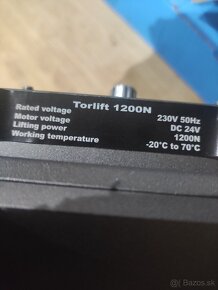 Torlift 1200N
Rated voltage 230V 50Hz
Motor voltage DC 24V
Lifting power 1200N
Working temperature -20°C to 70°C
bazos.sk